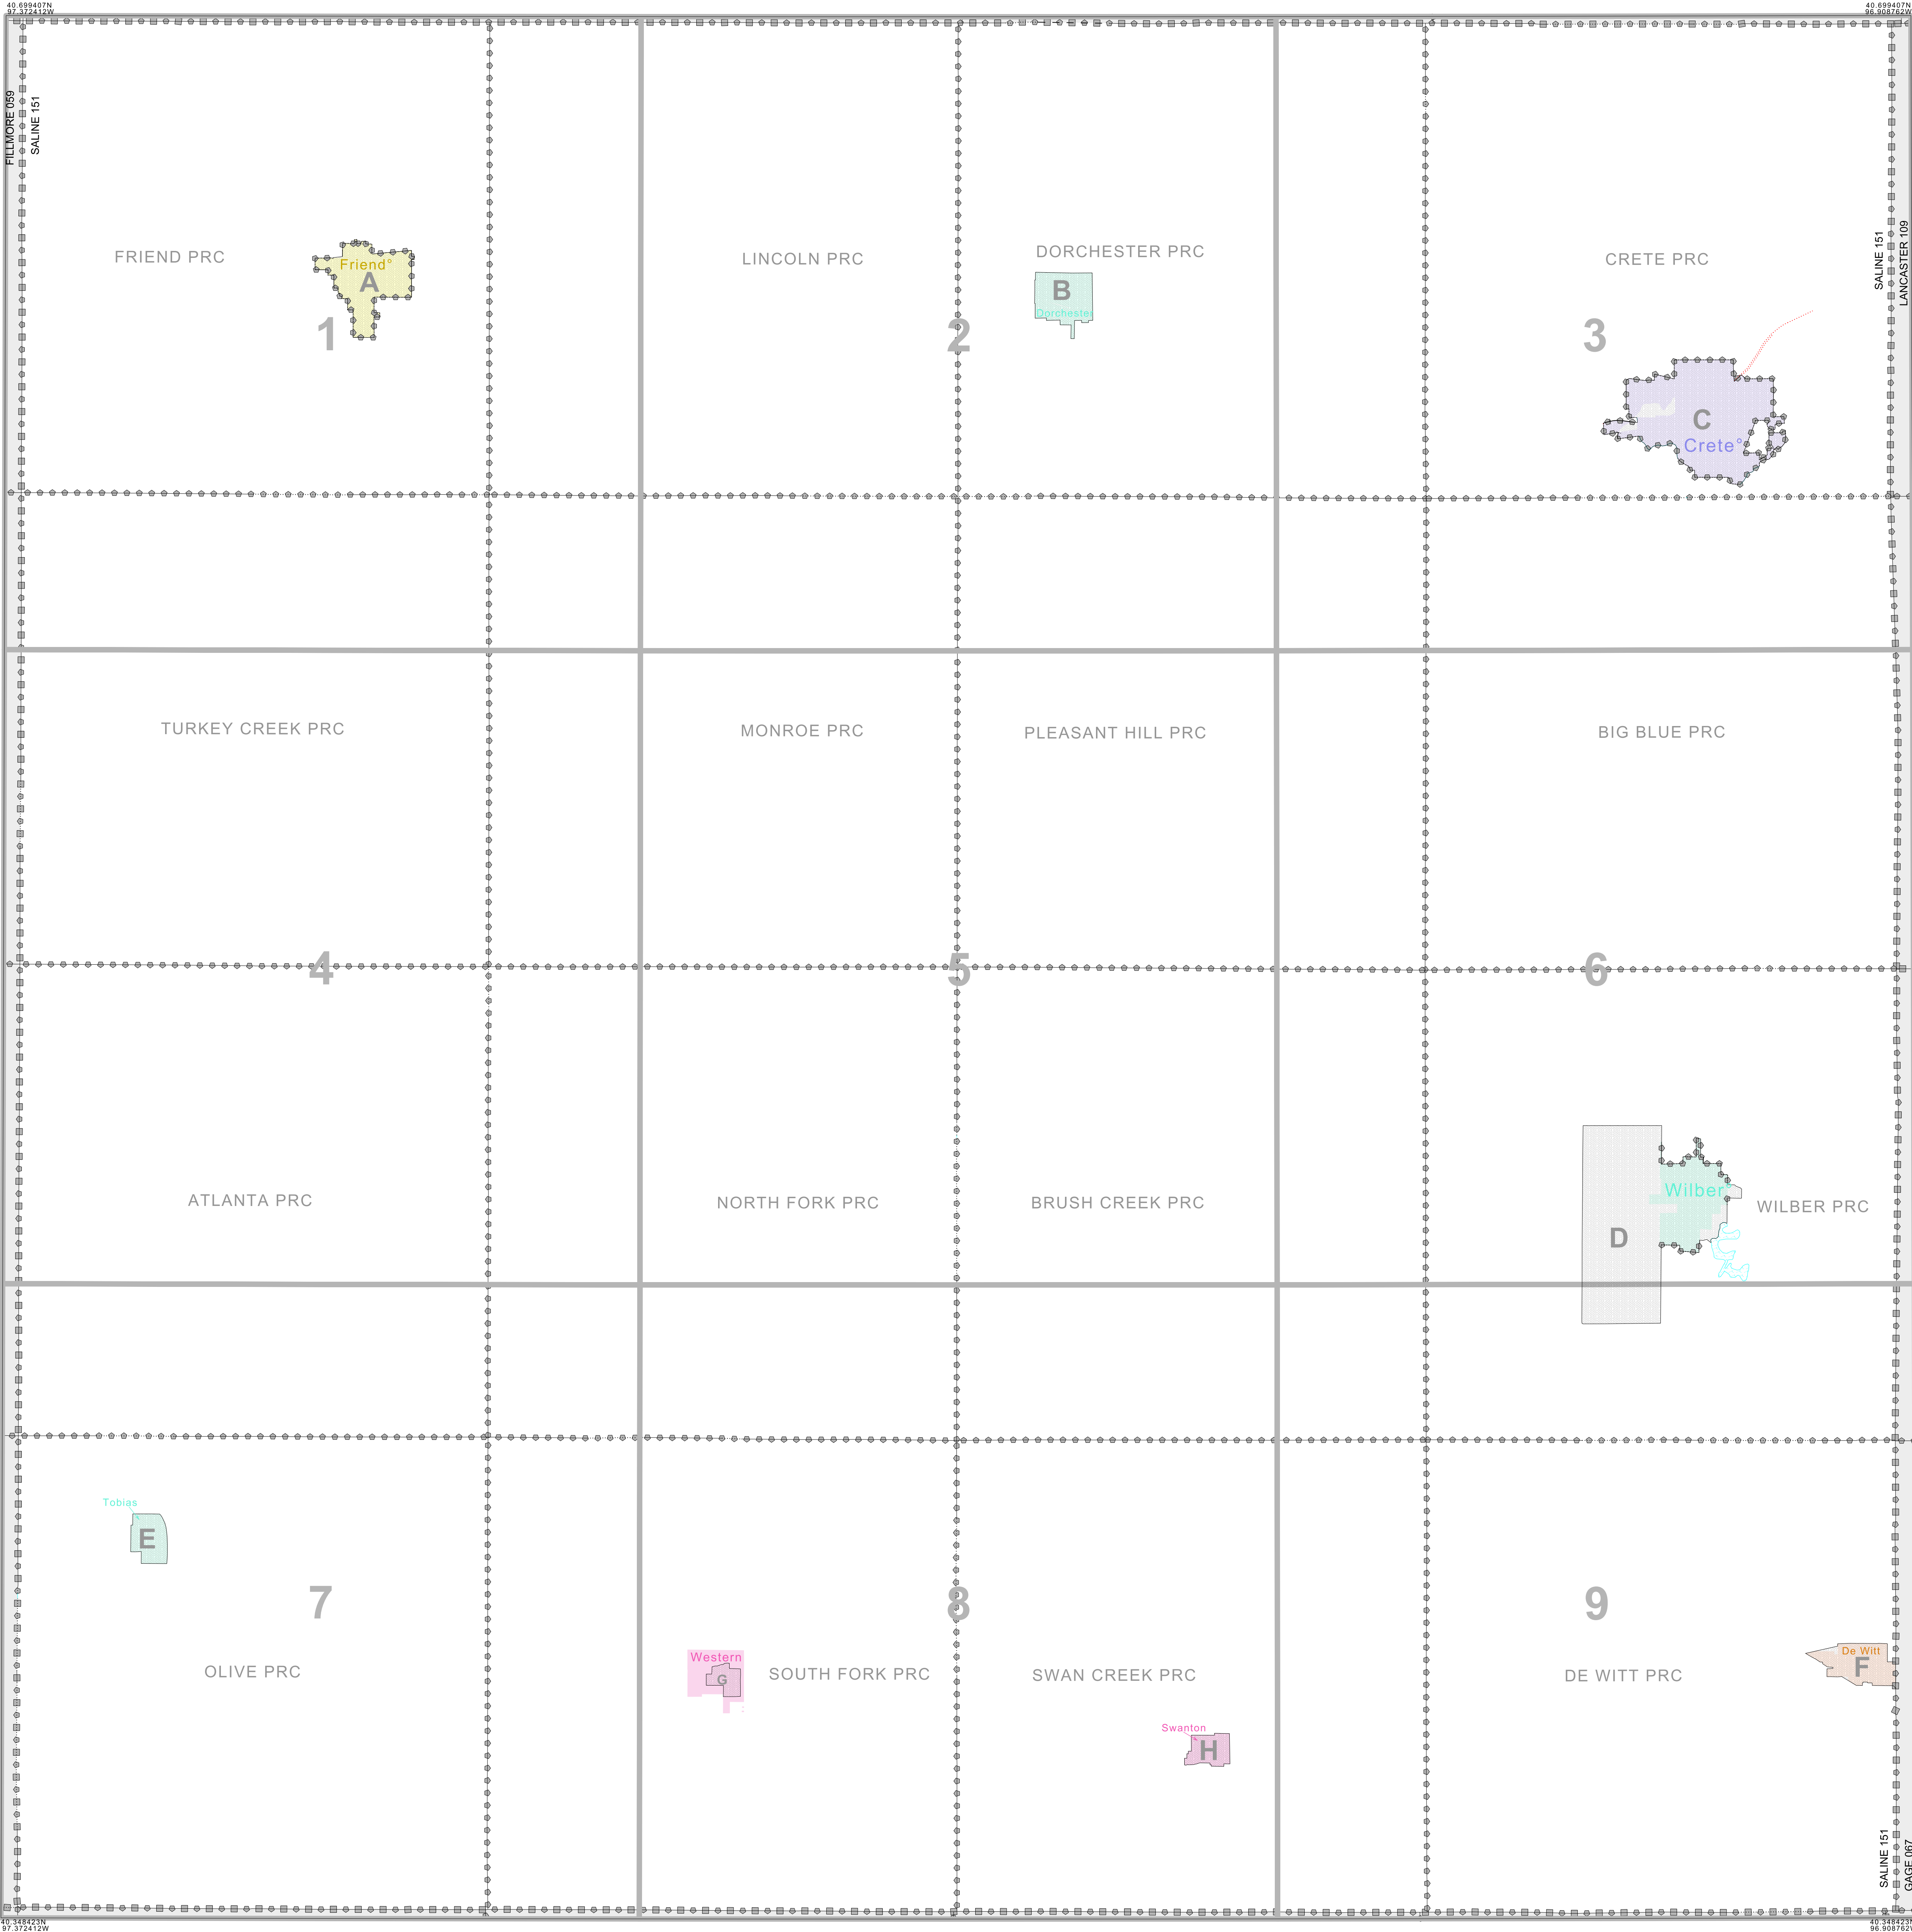 40.699407N
97.372412W
40.699407N
96.908762W
FILLMORE 059
SALINE 151
SALINE 151
LANCASTER 109
FRIEND PRC
LINCOLN PRC
DORCHESTER PRC
CRETE PRC
Friend°
A
B
Dorchester
1
2
3
C
Crete°
TURKEY CREEK PRC
MONROE PRC
PLEASANT HILL PRC
BIG BLUE PRC
4
5
6
ATLANTA PRC
NORTH FORK PRC
BRUSH CREEK PRC
Wilber°
WILBER PRC
D
Tobias
E
7
8
9
OLIVE PRC
Western
G
SOUTH FORK PRC
SWAN CREEK PRC
DE WITT PRC
De Witt
F
Swanton
H
SALINE 151
GAGE 067
40.348423N
97.372412W
40.348423N
96.908762W